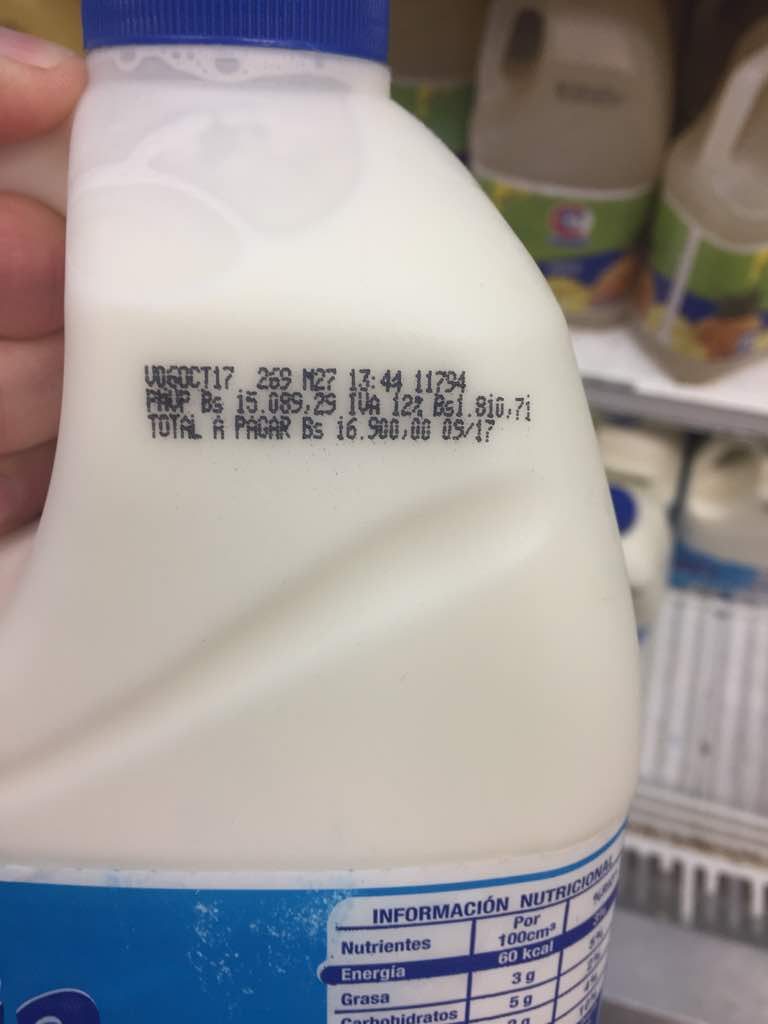 V06OCT17 269 M27 13:44 11794
PMVP Bs 15.089,29 IVA 12% Bs1.810,71
TOTAL A PAGAR Bs 16.900,00 09/17
INFORMACIÓN NUTRICIONAL
Nutrientes
Por 100cm³
Energía
60 kcal
Grasa
3 g
Carbohidratos
5 g